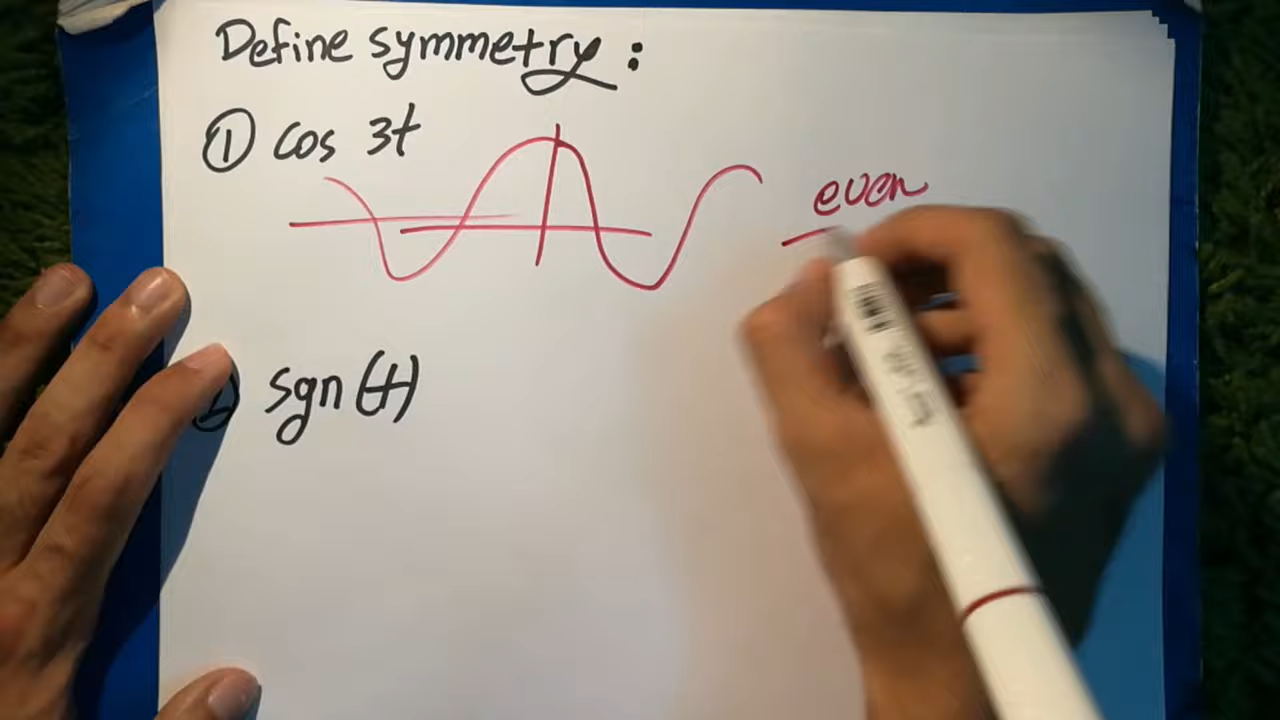 Define symmetry:
① cos 3t
even
② sgn(t)